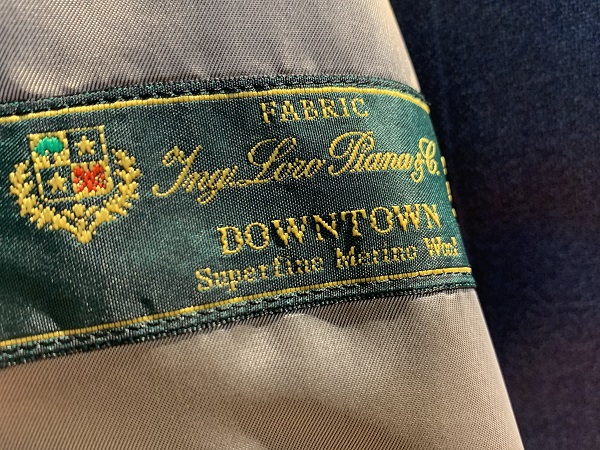 FABRIC
Ing. Loro Piana & C.
DOWNTOWN
Superfine Merino Wool